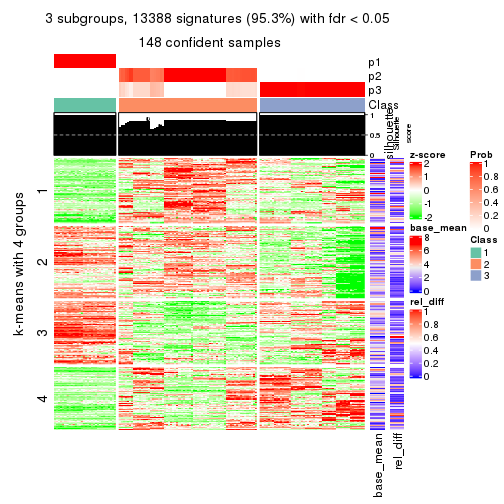 3 subgroups, 13388 signatures (95.3%) with fdr < 0.05
148 confident samples
p1
p2
p3
Class
1
0.5
0
silhouette
Silhouette
score
k-means with 4 groups
1
2
3
4
base_mean
rel_diff
z-score
2
1
0
-1
-2
base_mean
8
6
4
2
0
rel_diff
1
0.8
0.6
0.4
0.2
0
Prob
1
0.8
0.6
0.4
0.2
0
Class
1
2
3